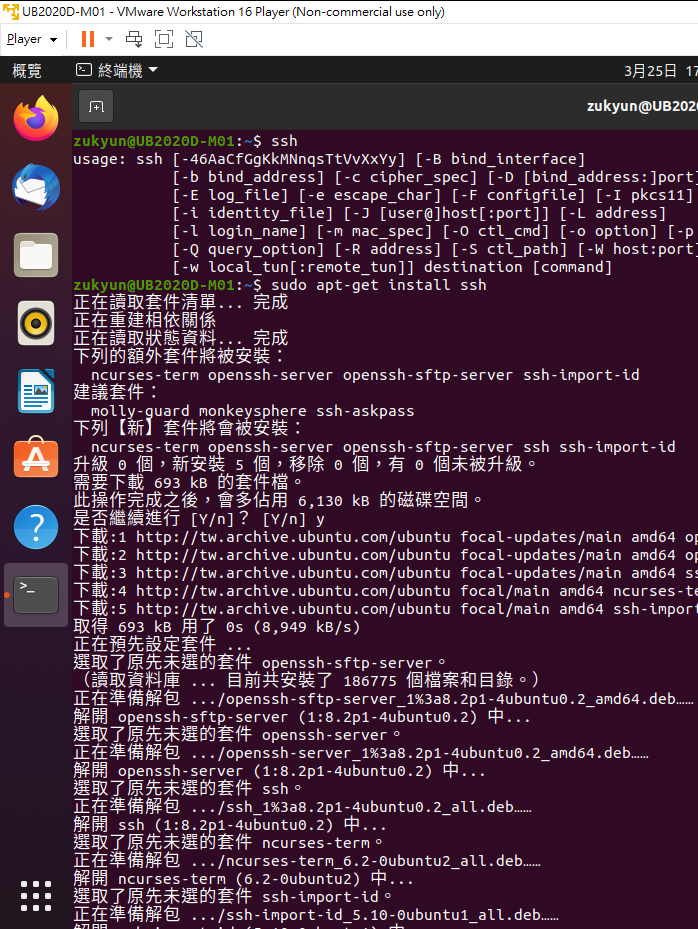 UB2020D-M01 - VMware Workstation 16 Player (Non-commercial use only)
Player
概覽
終端機
3月25日 17
zukyun@UB202
zukyun@UB2020D-M01:~$ ssh
usage: ssh [-46AaCfGgKkMNnqsTtVvXxYy] [-B bind_interface]
[-b bind_address] [-c cipher_spec] [-D [bind_address:]port]
[-E log_file] [-e escape_char] [-F configfile] [-I pkcs11]
[-i identity_file] [-J [user@]host[:port]] [-L address]
[-l login_name] [-m mac_spec] [-O ctl_cmd] [-o option] [-p
[-Q query_option] [-R address] [-S ctl_path] [-W host:port]
[-w local_tun[:remote_tun]] destination [command]
zukyun@UB2020D-M01:~$ sudo apt-get install ssh
正在讀取套件清單... 完成
正在重建相依關係
正在讀取狀態資料... 完成
下列的額外套件將被安裝：
ncurses-term openssh-server openssh-sftp-server ssh-import-id
建議套件：
molly-guard monkeysphere ssh-askpass
下列【新】套件將會被安裝：
ncurses-term openssh-server openssh-sftp-server ssh ssh-import-id
升級 0 個，新安裝 5 個，移除 0 個，有 0 個未被升級。
需要下載 693 kB 的套件檔。
此操作完成之後，會多佔用 6,130 kB 的磁碟空間。
是否繼續進行 [Y/n]？ [Y/n] y
下載:1 http://tw.archive.ubuntu.com/ubuntu focal-updates/main amd64 op
下載:2 http://tw.archive.ubuntu.com/ubuntu focal-updates/main amd64 op
下載:3 http://tw.archive.ubuntu.com/ubuntu focal-updates/main amd64 ss
下載:4 http://tw.archive.ubuntu.com/ubuntu focal/main amd64 ncurses-te
下載:5 http://tw.archive.ubuntu.com/ubuntu focal/main amd64 ssh-import
取得 693 kB 用了 0s (8,949 kB/s)
正在預先設定套件 ...
選取了原先未選的套件 openssh-sftp-server。
（讀取資料庫 ... 目前共安裝了 186775 個檔案和目錄。）
正在準備解包 .../openssh-sftp-server_1%3a8.2p1-4ubuntu0.2_amd64.deb……
解開 openssh-sftp-server (1:8.2p1-4ubuntu0.2) 中...
選取了原先未選的套件 openssh-server。
正在準備解包 .../openssh-server_1%3a8.2p1-4ubuntu0.2_amd64.deb……
解開 openssh-server (1:8.2p1-4ubuntu0.2) 中...
選取了原先未選的套件 ssh。
正在準備解包 .../ssh_1%3a8.2p1-4ubuntu0.2_all.deb……
解開 ssh (1:8.2p1-4ubuntu0.2) 中...
選取了原先未選的套件 ncurses-term。
正在準備解包 .../ncurses-term_6.2-0ubuntu2_all.deb……
解開 ncurses-term (6.2-0ubuntu2) 中...
選取了原先未選的套件 ssh-import-id。
正在準備解包 .../ssh-import-id_5.10-0ubuntu1_all.deb……